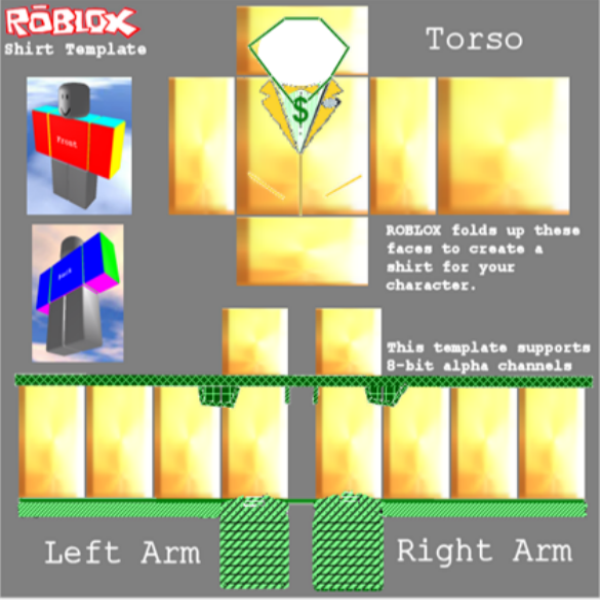 ROBLOX
Shirt Template
Torso
Front
Back
$
ROBLOX folds up these
faces to create a
shirt for your
character.
This template supports
8-bit alpha channels
Left Arm
Right Arm